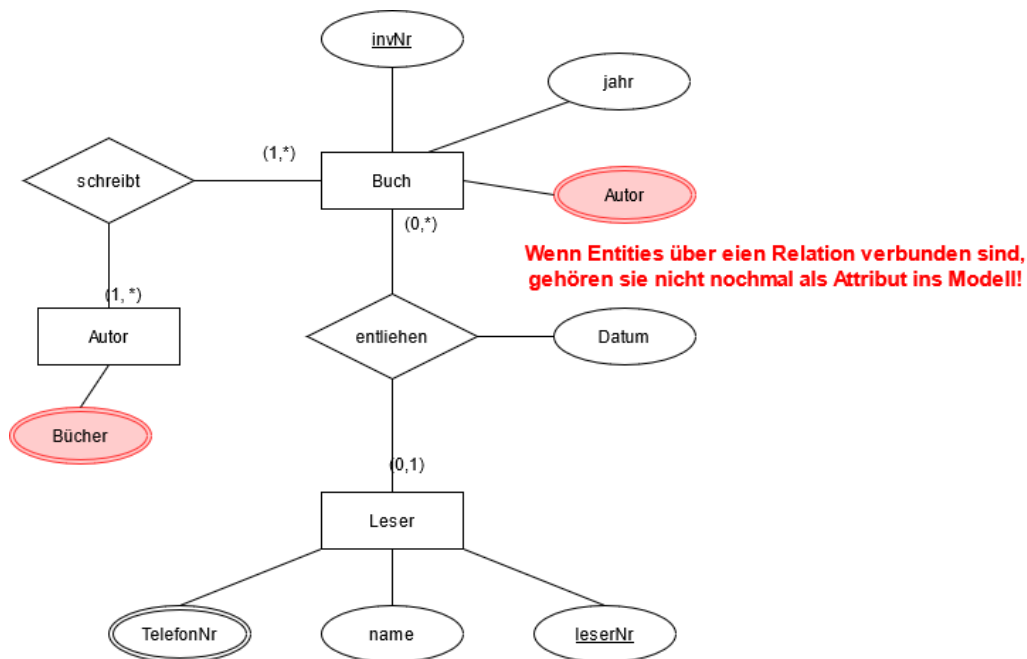 invNr
jahr
(1,*)
schreibt
Buch
Autor
(0,*)
Wenn Entities über eien Relation verbunden sind,
gehören sie nicht nochmal als Attribut ins Modell!
(1, *)
Autor
entliehen
Datum
Bücher
(0,1)
Leser
TelefonNr
name
leserNr